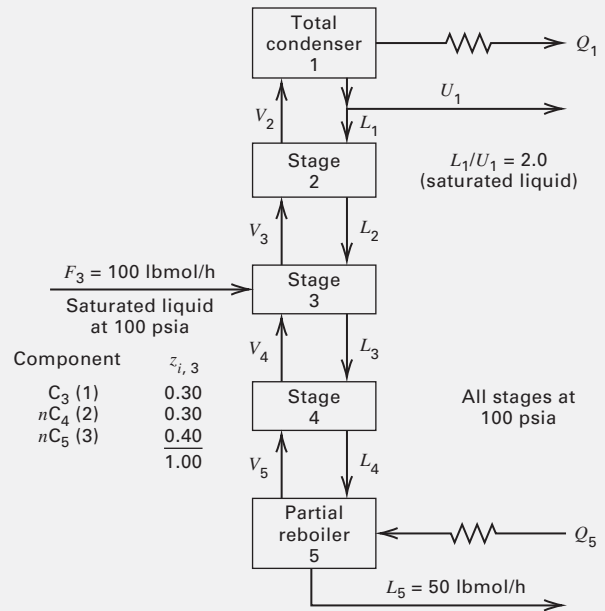 Total
condenser
1
Q₁
U₁
V₂
L₁
L₁/U₁ = 2.0
(saturated liquid)
Stage
2
V₃
L₂
F₃ = 100 lbmol/h
Saturated liquid
at 100 psia
Stage
3
Component zᵢ,₃
C₃ (1) 0.30
nC₄ (2) 0.30
nC₅ (3) 0.40
1.00
V₄
L₃
Stage
4
All stages at
100 psia
V₅
L₄
Partial
reboiler
5
Q₅
L₅ = 50 lbmol/h